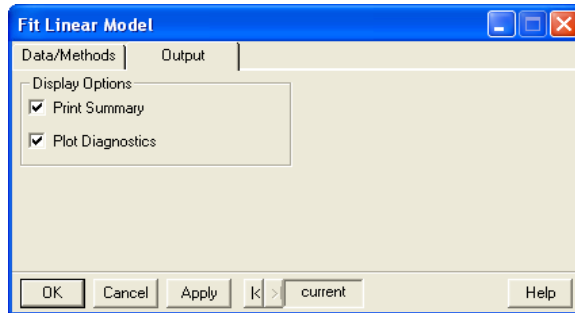 Fit Linear Model
Data/Methods Output
Display Options
Print Summary
Plot Diagnostics
OK Cancel Apply current Help